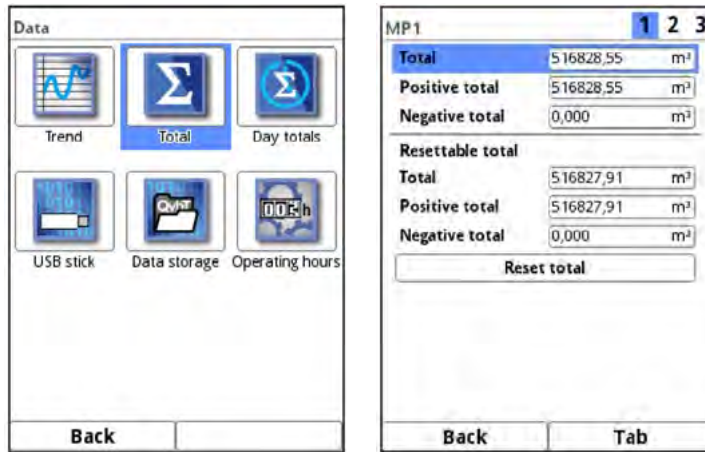 Data
Trend Total Day totals
USB stick Data storage Operating hours
Back
MP1 1 2 3
Total 516828,55 m³
Positive total 516828,55 m³
Negative total 0,000 m³
Resettable total
Total 516827,91 m³
Positive total 516827,91 m³
Negative total 0,000 m³
Reset total
Back Tab